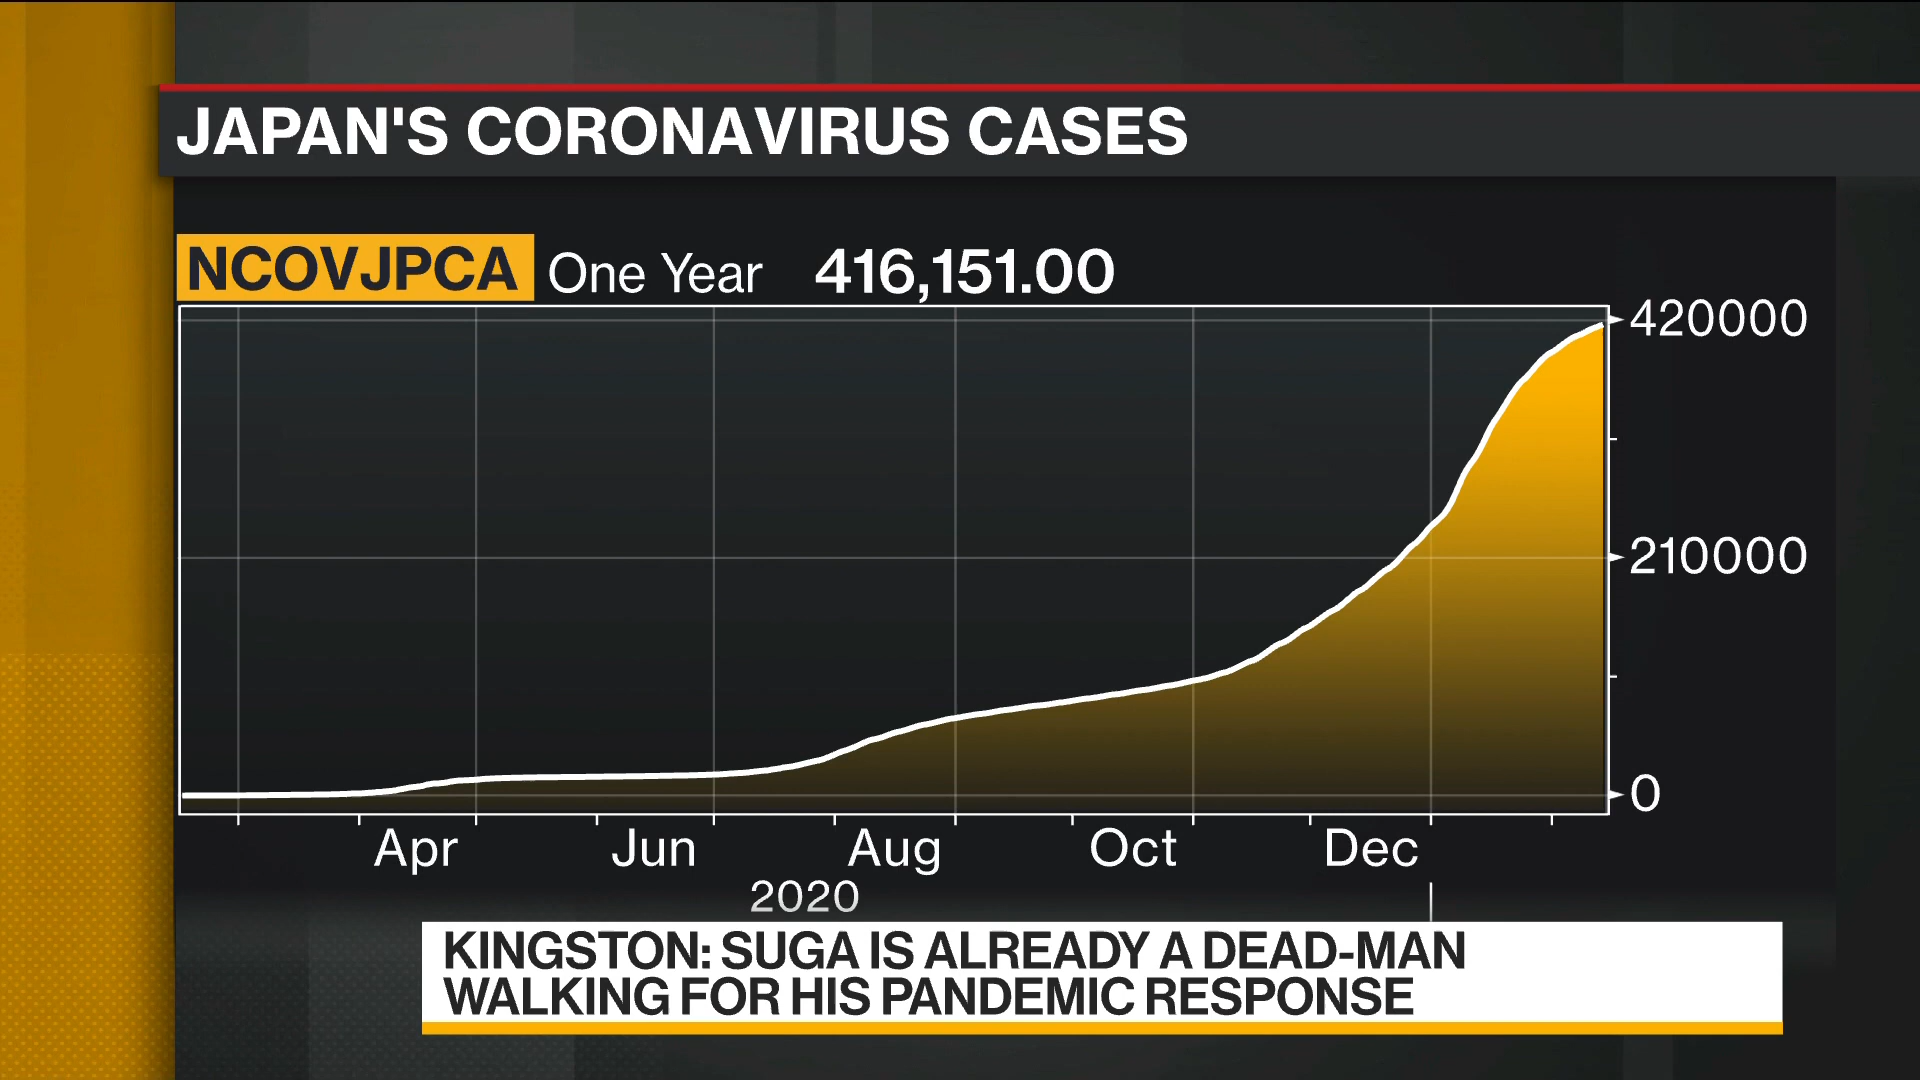 JAPAN'S CORONAVIRUS CASES
NCOVJPCA One Year 416,151.00
420000
210000
0
Apr Jun Aug Oct Dec
2020
KINGSTON: SUGA IS ALREADY A DEAD-MAN
WALKING FOR HIS PANDEMIC RESPONSE